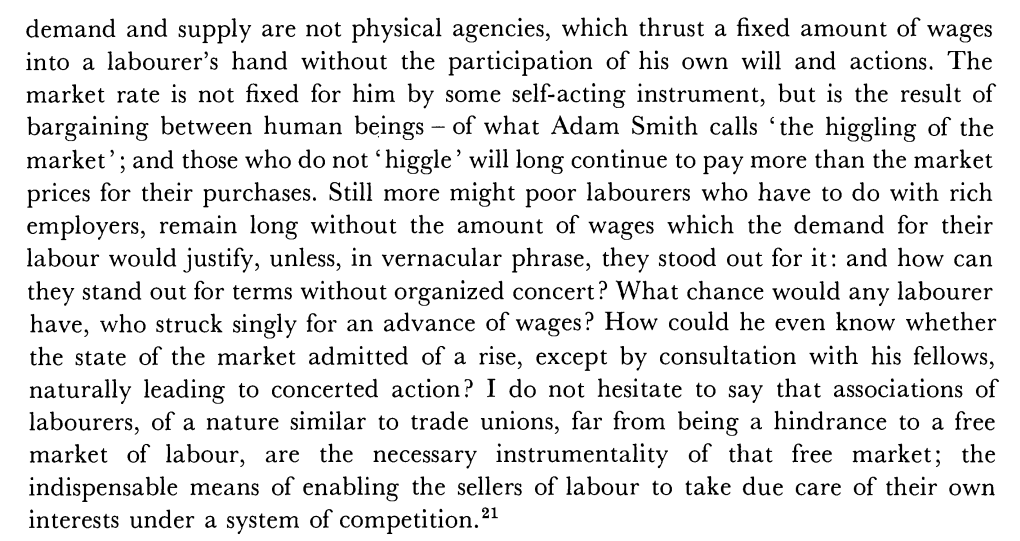 demand and supply are not physical agencies, which thrust a fixed amount of wages
into a labourer's hand without the participation of his own will and actions. The
market rate is not fixed for him by some self-acting instrument, but is the result of
bargaining between human beings – of what Adam Smith calls ‘the higgling of the
market’; and those who do not ‘higgle’ will long continue to pay more than the market
prices for their purchases. Still more might poor labourers who have to do with rich
employers, remain long without the amount of wages which the demand for their
labour would justify, unless, in vernacular phrase, they stood out for it: and how can
they stand out for terms without organized concert? What chance would any labourer
have, who struck singly for an advance of wages? How could he even know whether
the state of the market admitted of a rise, except by consultation with his fellows,
naturally leading to concerted action? I do not hesitate to say that associations of
labourers, of a nature similar to trade unions, far from being a hindrance to a free
market of labour, are the necessary instrumentality of that free market; the
indispensable means of enabling the sellers of labour to take due care of their own
interests under a system of competition.²¹